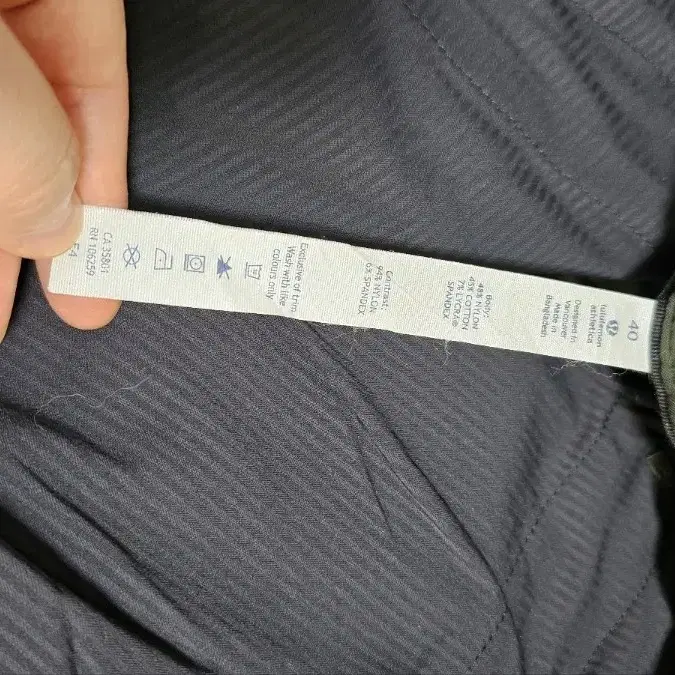 40
lululemon
athletica
Designed in
Vancouver
Made in
Bangladesh
Body:
48% NYLON
45% COTTON
7% LYCRA®
SPANDEX
Contrast:
94% NYLON
6% SPANDEX
Exclusive of trim.
Wash with like
colours only.
CA 35801
RN 106259